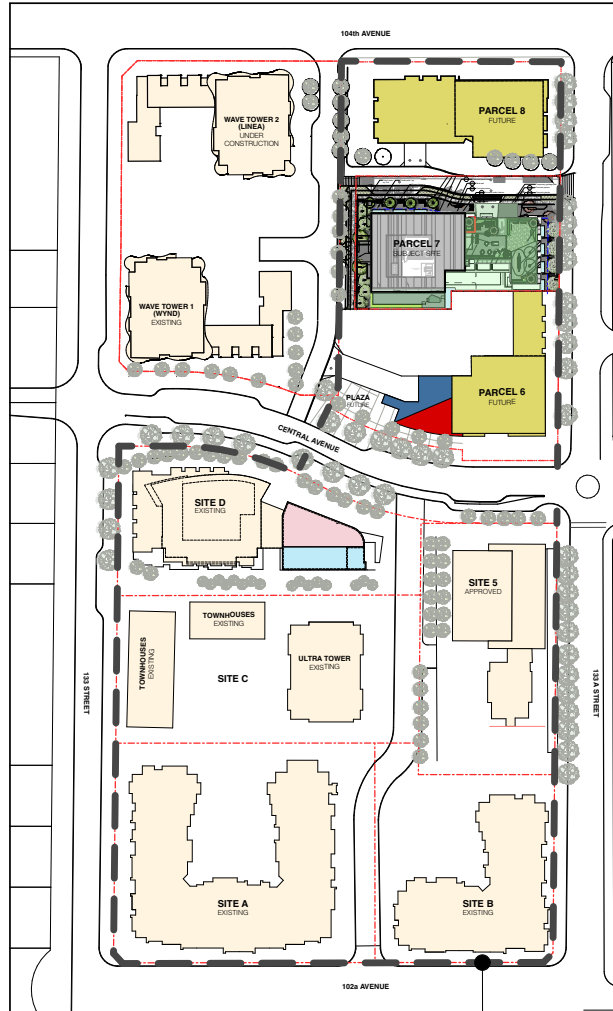 104th AVENUE
WAVE TOWER 2
(LINEA)
UNDER
CONSTRUCTION
PARCEL 8
FUTURE
PARCEL 7
SUBJECT SITE
WAVE TOWER 1
(WYND)
EXISTING
PLAZA
FUTURE
PARCEL 6
FUTURE
CENTRAL AVENUE
SITE D
EXISTING
SITE 5
APPROVED
TOWNHOUSES
EXISTING
TOWNHOUSES
EXISTING
ULTRA TOWER
EXISTING
SITE C
133 STREET
133 A STREET
SITE A
EXISTING
SITE B
EXISTING
102a AVENUE